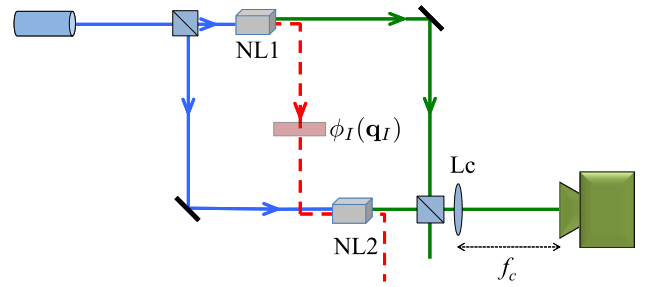 NL1
ϕ_I(𝐪_I)
Lc
NL2
f_c